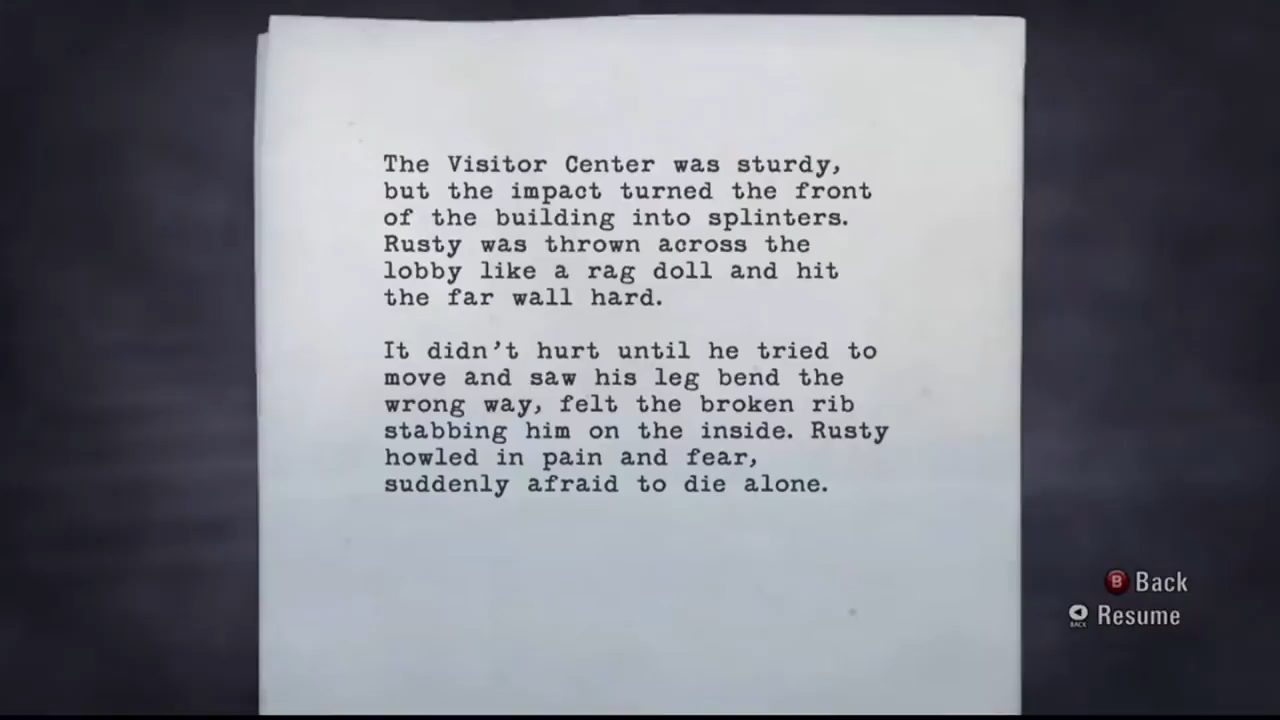 The Visitor Center was sturdy,
but the impact turned the front
of the building into splinters.
Rusty was thrown across the
lobby like a rag doll and hit
the far wall hard.
It didn't hurt until he tried to
move and saw his leg bend the
wrong way, felt the broken rib
stabbing him on the inside. Rusty
howled in pain and fear,
suddenly afraid to die alone.
B Back
BACK Resume